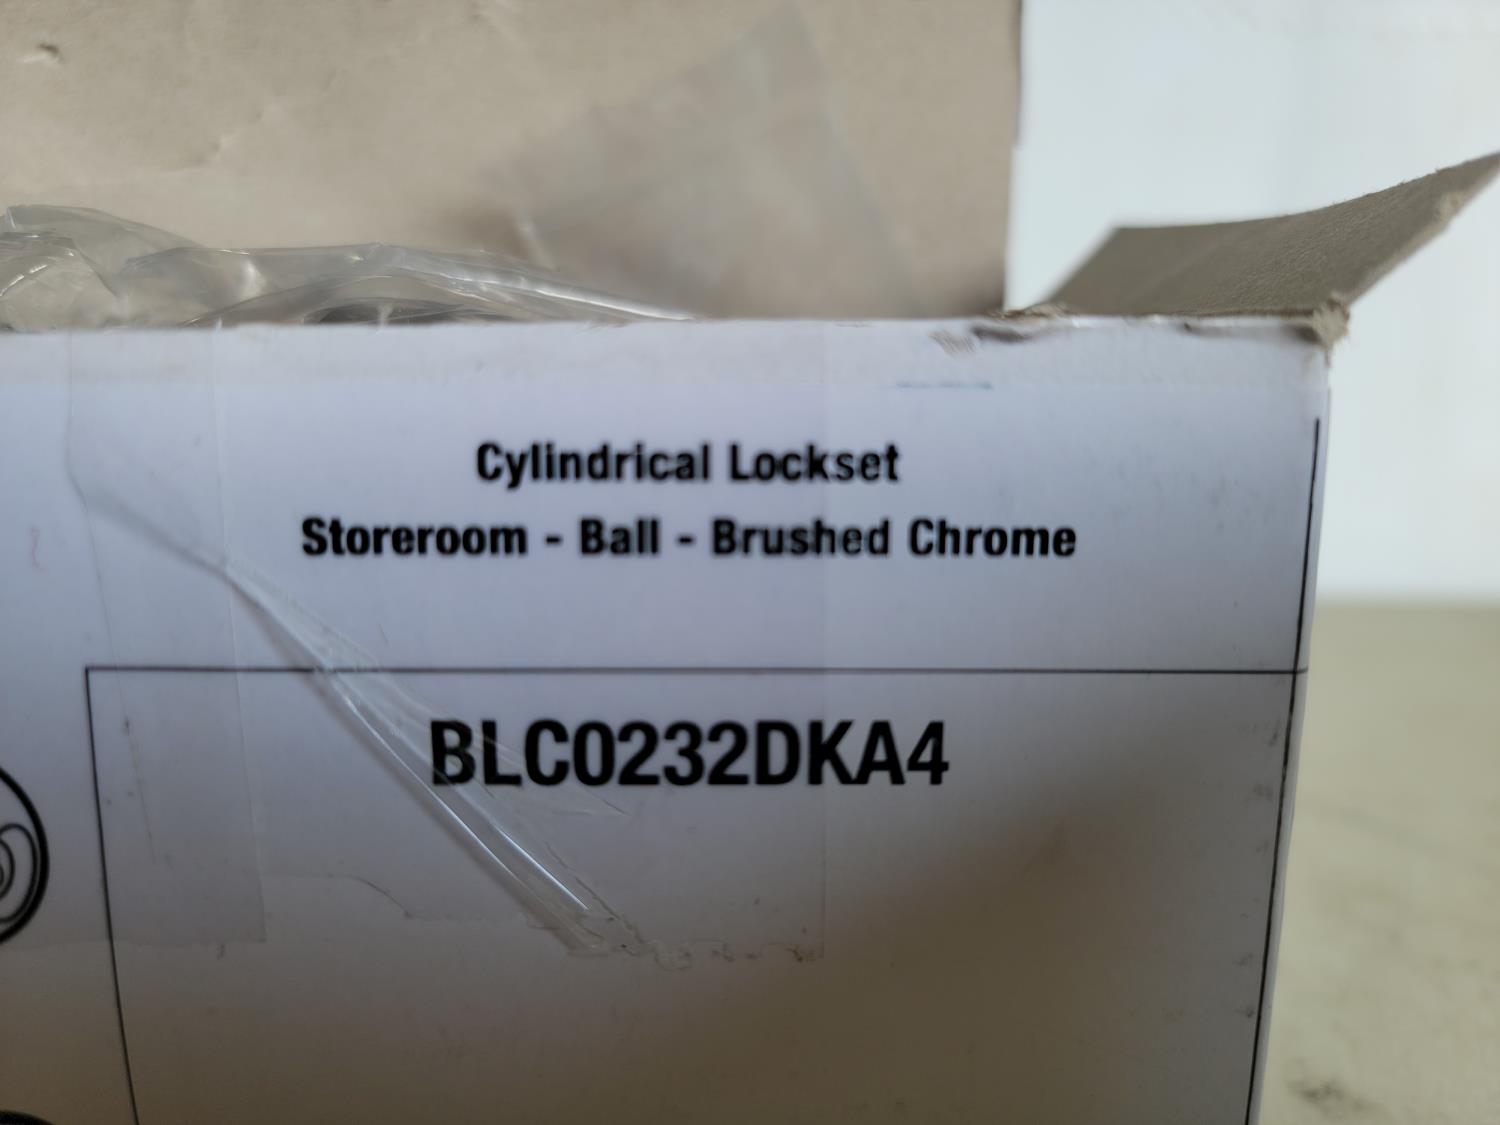 Cylindrical Lockset
Storeroom - Ball - Brushed Chrome
BLC0232DKA4